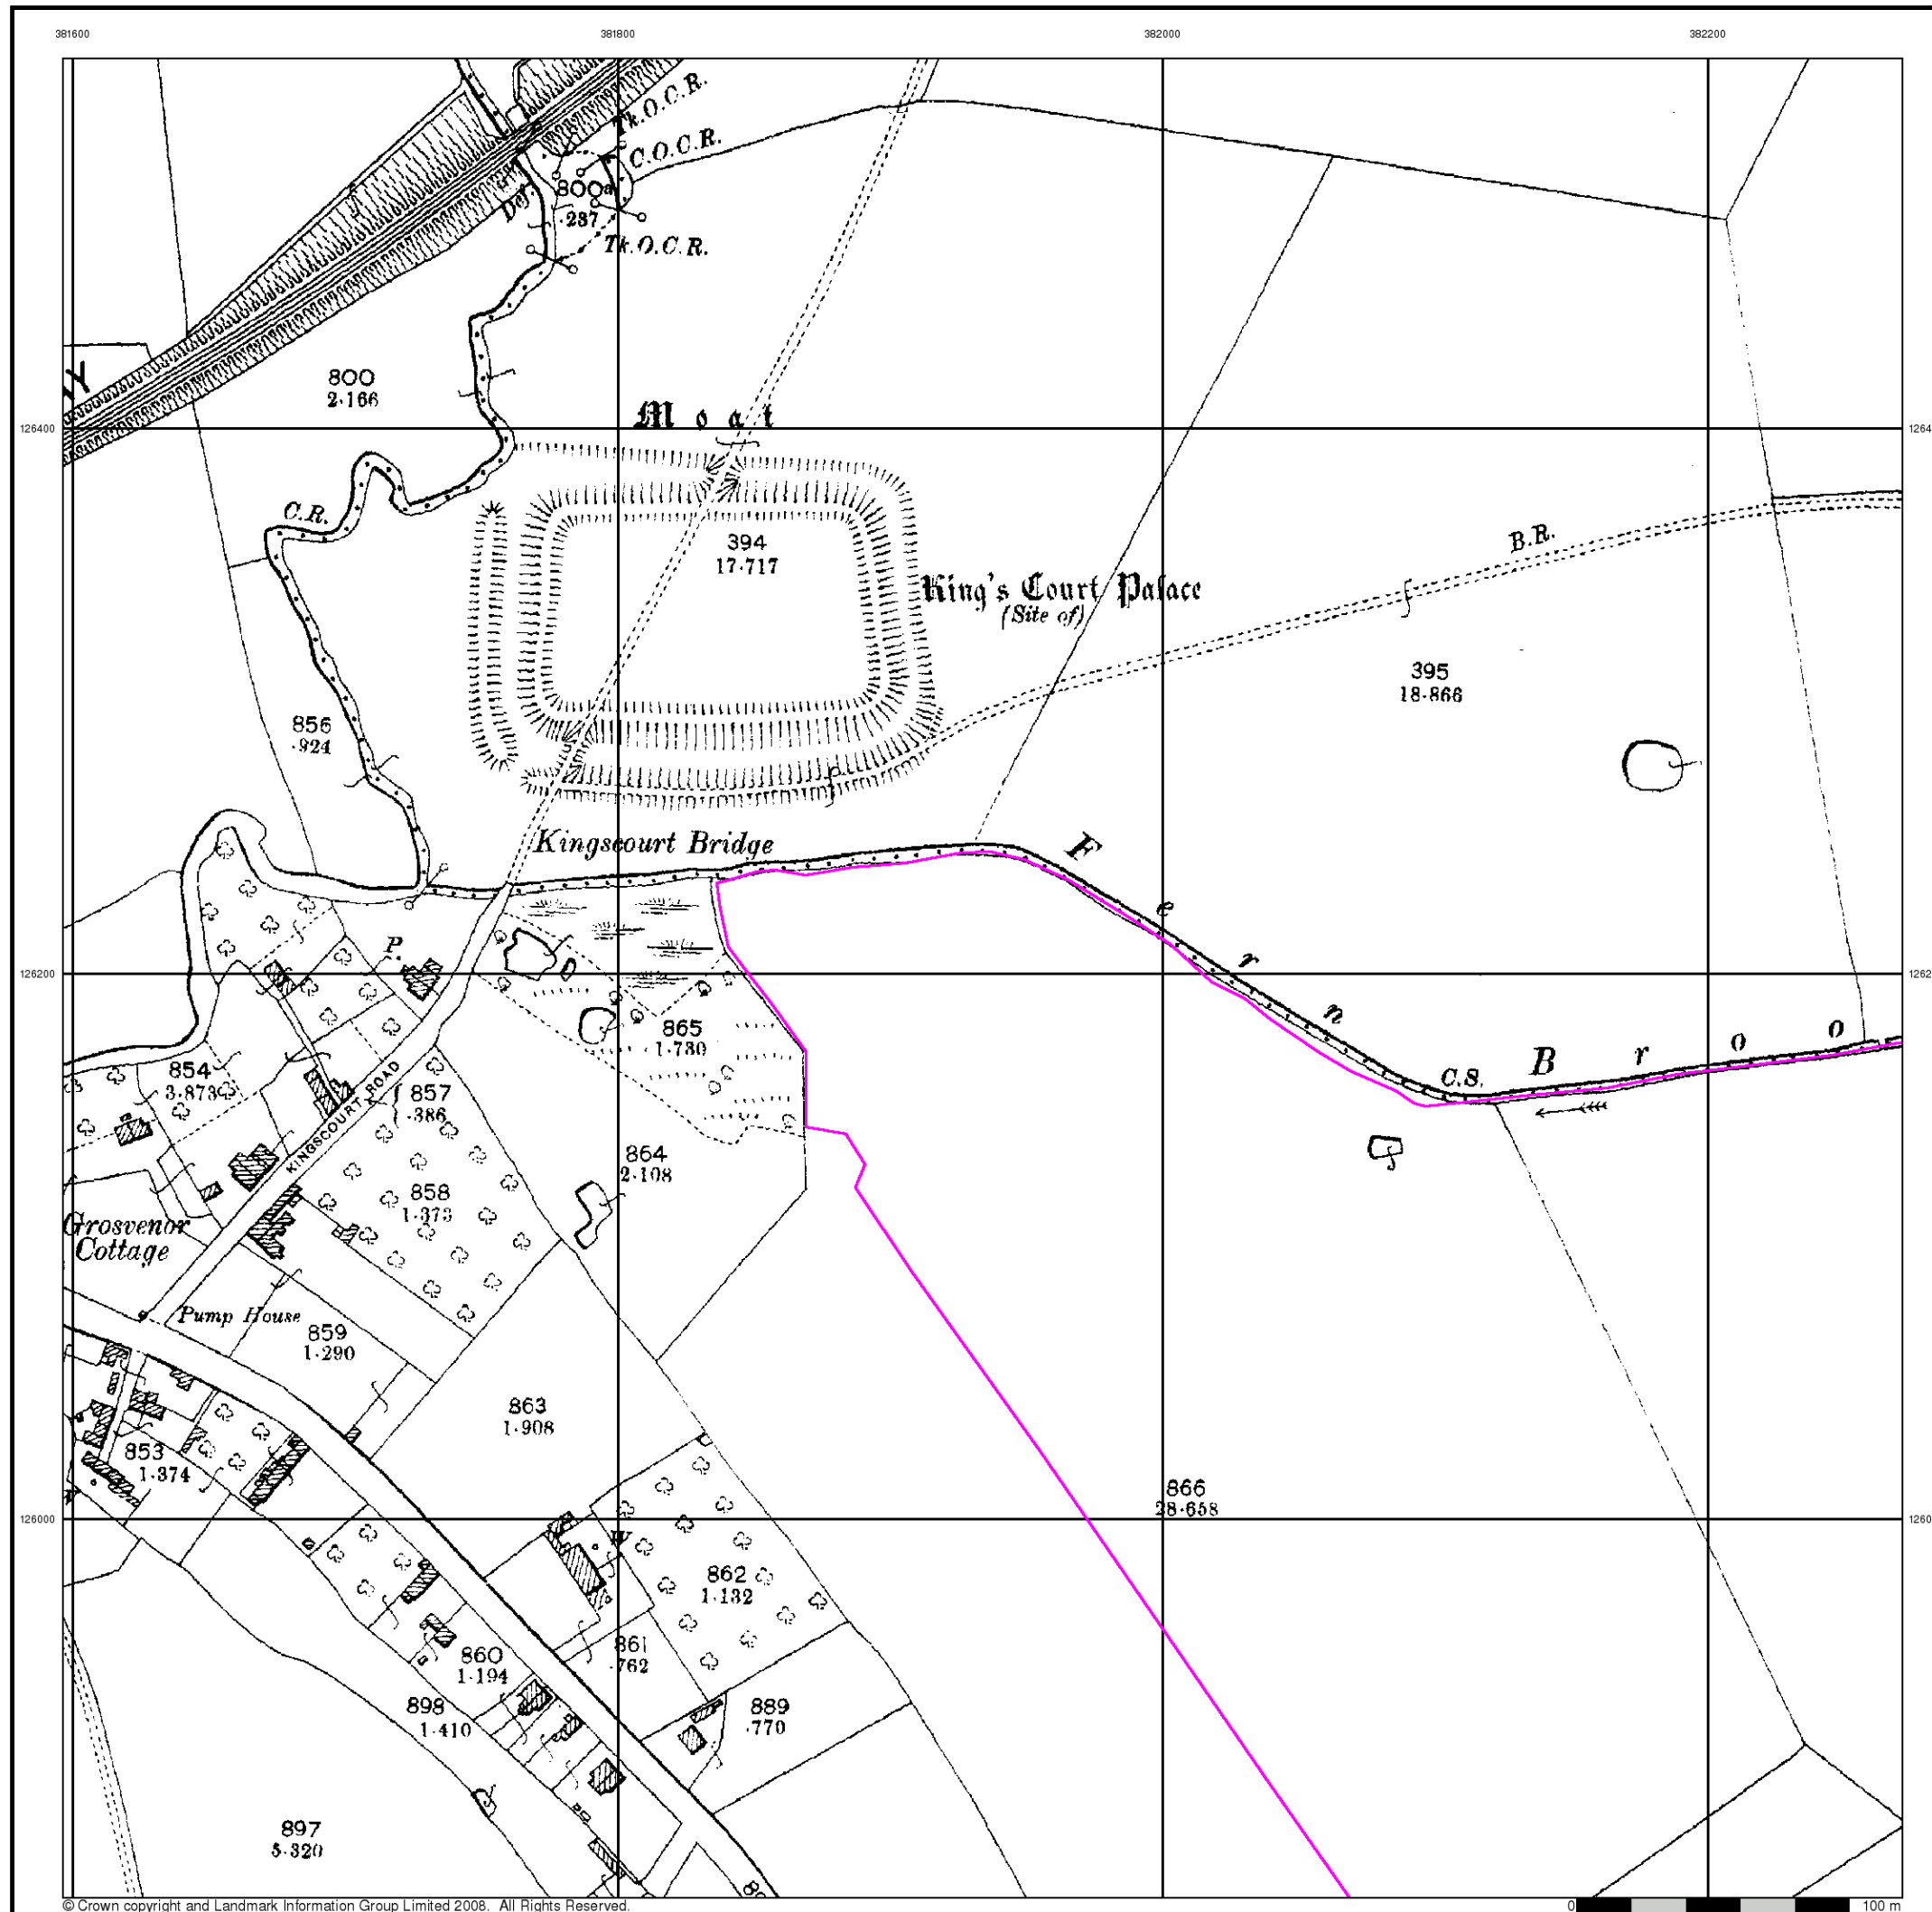 381600
381800
382000
382200
Tk.O.C.R.
C.O.C.R.
800a
.287
Def.
Tk.O.C.R.
800
2.166
Moat
126400
C.R.
394
17.717
King's Court Palace
(Site of)
B.R.
395
18.866
856
.924
Kingscourt Bridge
F e r n B r o o
P.
126200
865
1.730
C.S.
854
3.873
KINGSCOURT ROAD
857
.386
864
2.108
858
1.373
Grosvenor
Cottage
Pump House
859
1.290
863
1.908
853
1.374
866
28.658
126000
W
862
1.132
861
.762
860
1.194
889
.770
898
1.410
897
5.320
© Crown copyright and Landmark Information Group Limited 2008. All Rights Reserved.
0
100 m